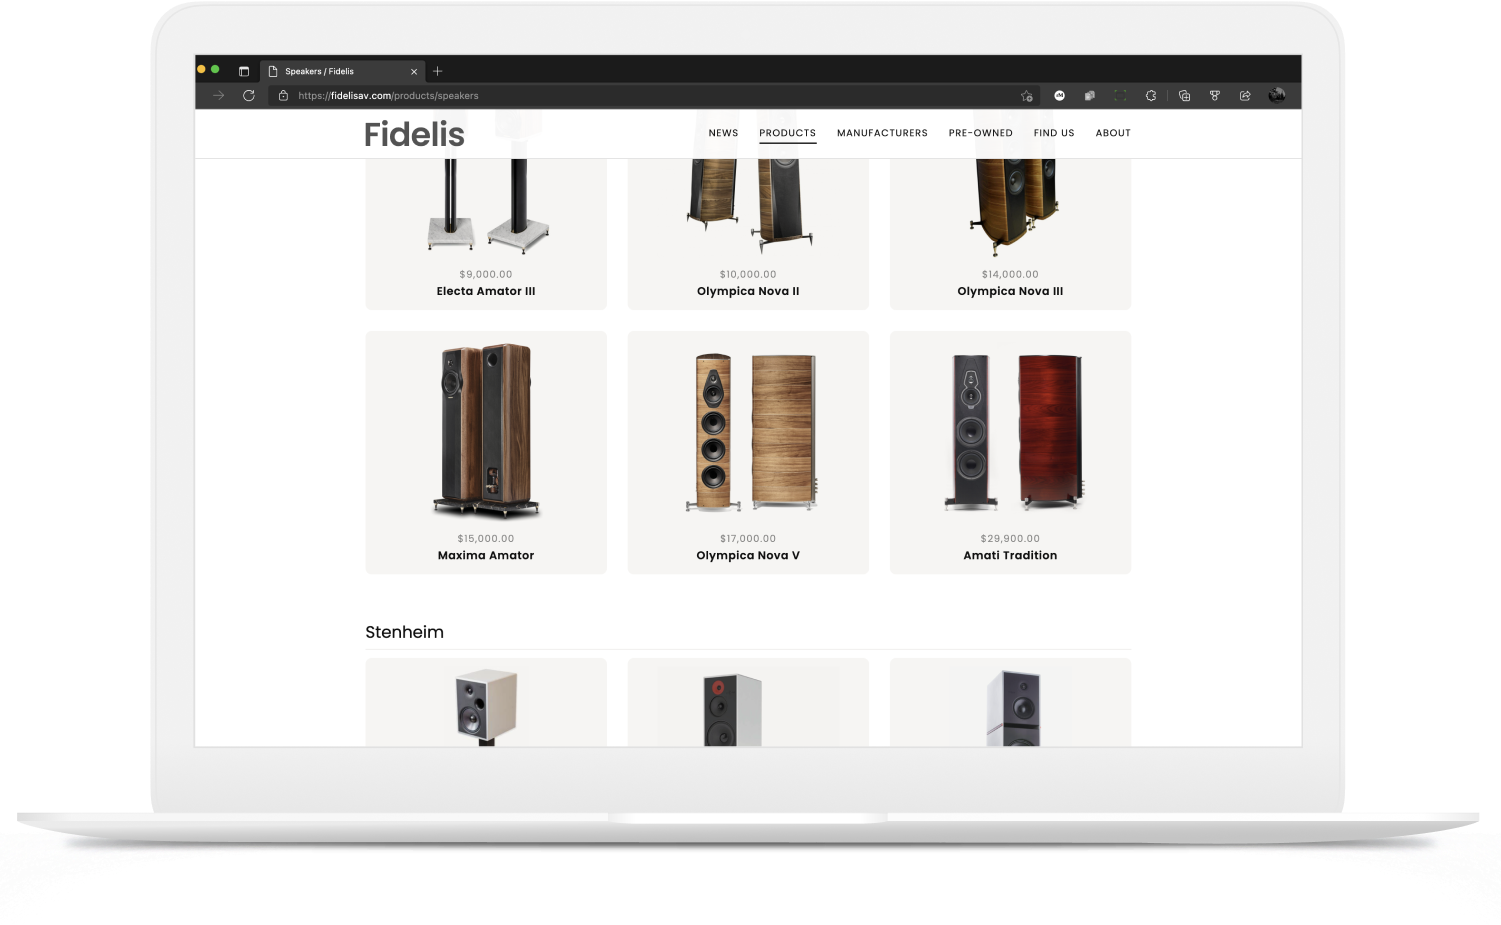 Speakers / Fidelis
https://fidelisav.com/products/speakers
Fidelis
NEWS
PRODUCTS
MANUFACTURERS
PRE-OWNED
FIND US
ABOUT
$9,000.00
Electa Amator III
$10,000.00
Olympica Nova II
$14,000.00
Olympica Nova III
$15,000.00
Maxima Amator
$17,000.00
Olympica Nova V
$29,900.00
Amati Tradition
Stenheim